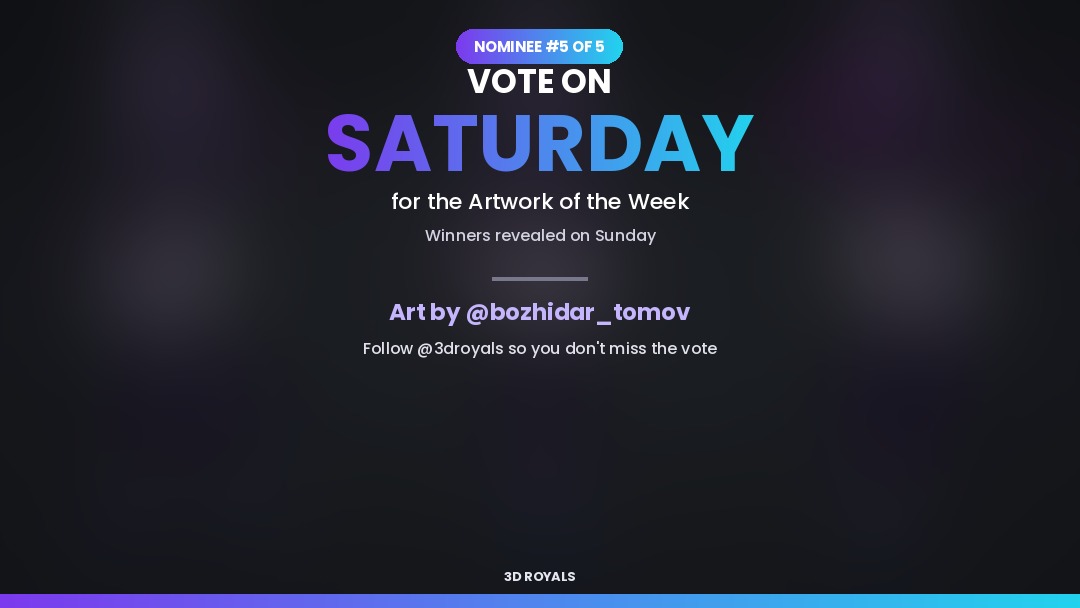 NOMINEE #5 OF 5
VOTE ON
SATURDAY
for the Artwork of the Week
Winners revealed on Sunday
Art by @bozhidar_tomov
Follow @3droyals so you don't miss the vote
3D ROYALS